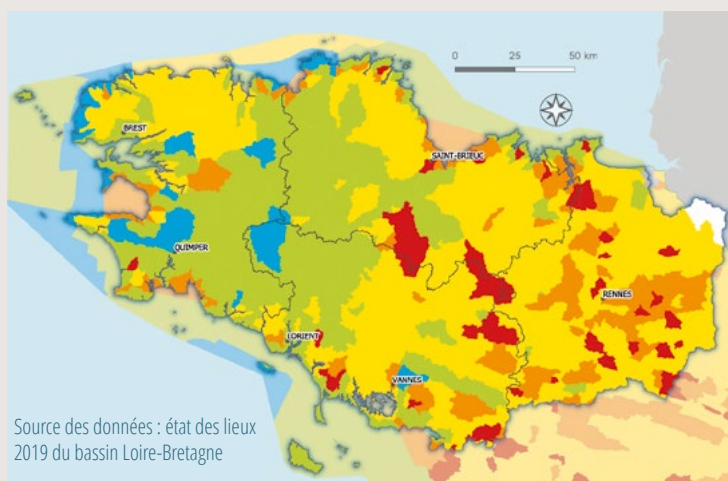 0 25 50 km
BREST
SAINT-BRIEUC
QUIMPER
RENNES
LORIENT
VANNES
Source des données : état des lieux
2019 du bassin Loire-Bretagne